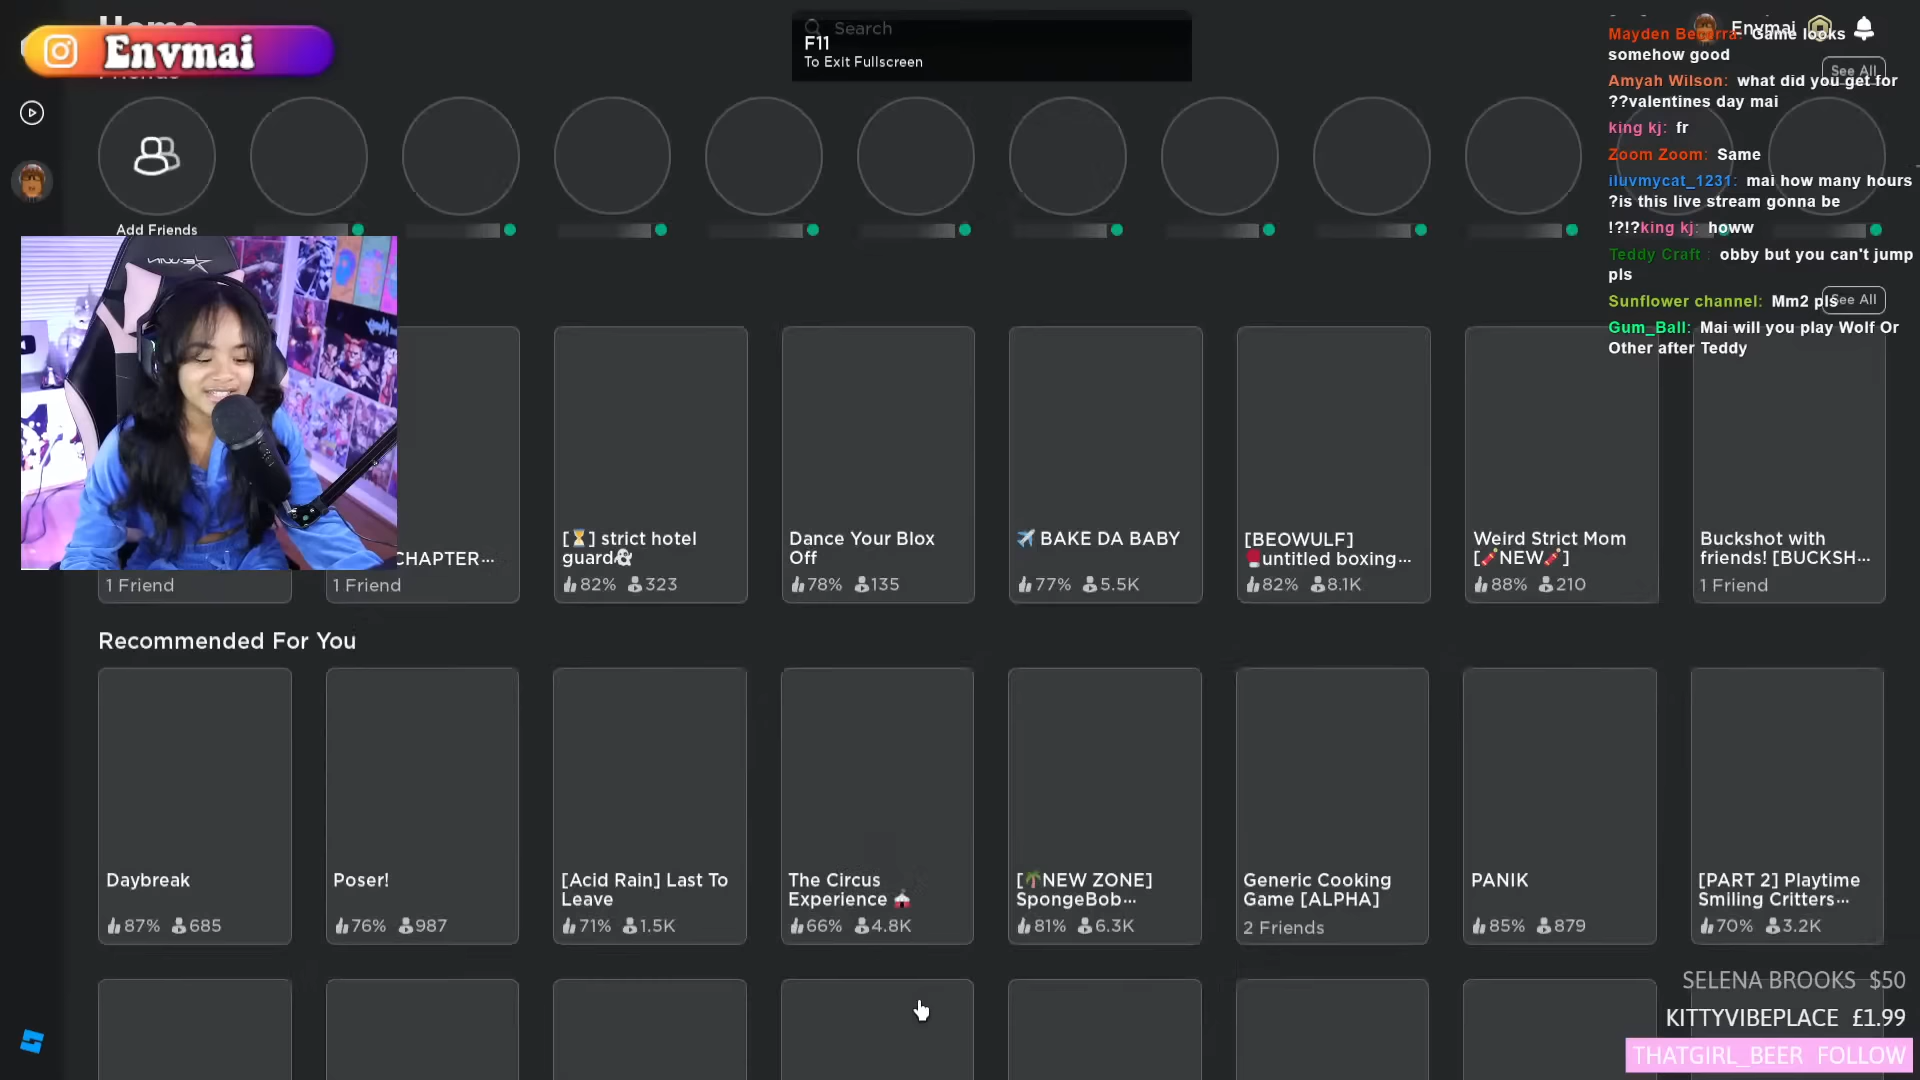 Home
Envmai
Search
F11
To Exit Fullscreen
Envmai
See All
Mayden Becerra: Game looks
somehow good
Amyah Wilson: what did you get for
??valentines day mai
king kj: fr
Zoom Zoom: Same
iluvmycat_1231: mai how many hours
?is this live stream gonna be
!?!?king kj: howw
Teddy Craft : obby but you can't jump
pls
Sunflower channel: Mm2 pls
See All
Gum_Ball: Mai will you play Wolf Or
Other after Teddy
Friends
Add Friends
1 Friend
CHAPTER...
1 Friend
[⏳] strict hotel
guard👻
82% 323
Dance Your Blox
Off
78% 135
✈️ BAKE DA BABY
77% 5.5K
[BEOWULF]
🥊untitled boxing...
82% 8.1K
Weird Strict Mom
[🧨NEW🧨]
88% 210
Buckshot with
friends! [BUCKSH...
1 Friend
Recommended For You
Daybreak
87% 685
Poser!
76% 987
[Acid Rain] Last To
Leave
71% 1.5K
The Circus
Experience 🎪
66% 4.8K
[🌴NEW ZONE]
SpongeBob...
81% 6.3K
Generic Cooking
Game [ALPHA]
2 Friends
PANIK
85% 879
[PART 2] Playtime
Smiling Critters...
70% 3.2K
SELENA BROOKS $50
KITTYVIBEPLACE £1.99
THATGIRL_BEER FOLLOW